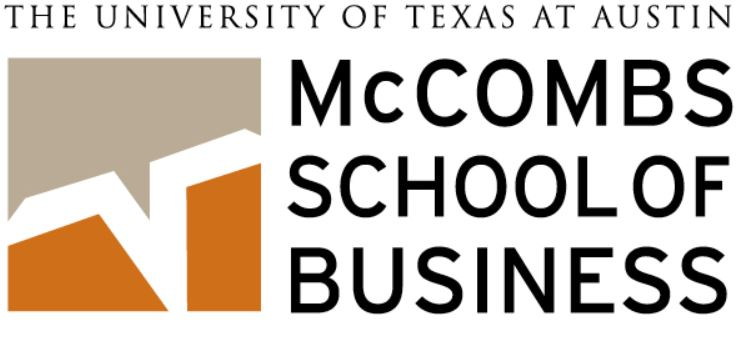 THE UNIVERSITY OF TEXAS AT AUSTIN
McCOMBS
SCHOOL OF
BUSINESS